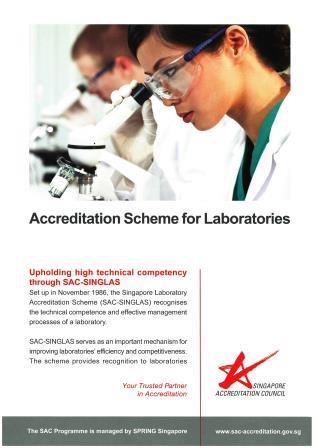 Accreditation Scheme for Laboratories
Upholding high technical competency
through SAC-SINGLAS
Set up in November 1986, the Singapore Laboratory
Accreditation Scheme (SAC-SINGLAS) recognises
the technical competence and effective management
processes of a laboratory.
SAC-SINGLAS serves as an important mechanism for
improving laboratories' efficiency and competitiveness.
The scheme provides recognition to laboratories
Your Trusted Partner
in Accreditation
SINGAPORE
ACCREDITATION COUNCIL
The SAC Programme is managed by SPRING Singapore
www.sac-accreditation.gov.sg